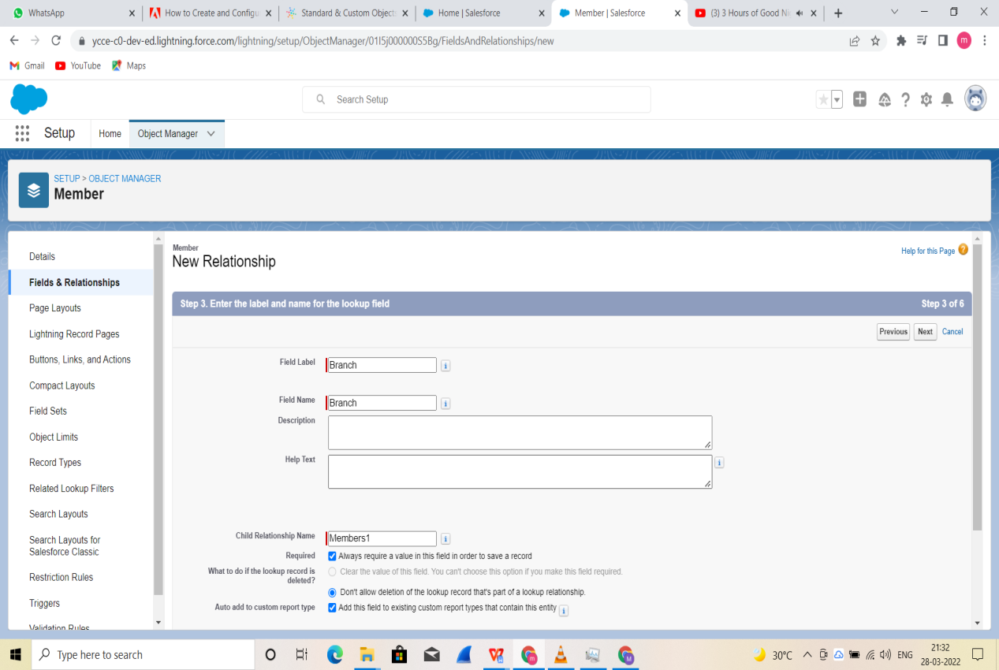 WhatsApp
How to Create and Configu
Standard & Custom Object
Home | Salesforce
Member | Salesforce
(3) 3 Hours of Good Ni
ycce-c0-dev-ed.lightning.force.com/lightning/setup/ObjectManager/01I5j000000S5Bg/FieldsAndRelationships/new
m
Gmail
YouTube
Maps
Search Setup
Setup
Home
Object Manager
SETUP > OBJECT MANAGER
Member
Details
Fields & Relationships
Page Layouts
Lightning Record Pages
Buttons, Links, and Actions
Compact Layouts
Field Sets
Object Limits
Record Types
Related Lookup Filters
Search Layouts
Search Layouts for
Salesforce Classic
Restriction Rules
Triggers
Validation Rules
Member
New Relationship
Help for this Page
Step 3. Enter the label and name for the lookup field
Step 3 of 6
Previous Next Cancel
Field Label Branch
Field Name Branch
Description
Help Text
Child Relationship Name Members1
Required Always require a value in this field in order to save a record
What to do if the lookup record is
deleted?
Clear the value of this field. You can't choose this option if you make this field required.
Don't allow deletion of the lookup record that's part of a lookup relationship.
Auto add to custom report type Add this field to existing custom report types that contain this entity
Type here to search
30°C
ENG
21:32
28-03-2022